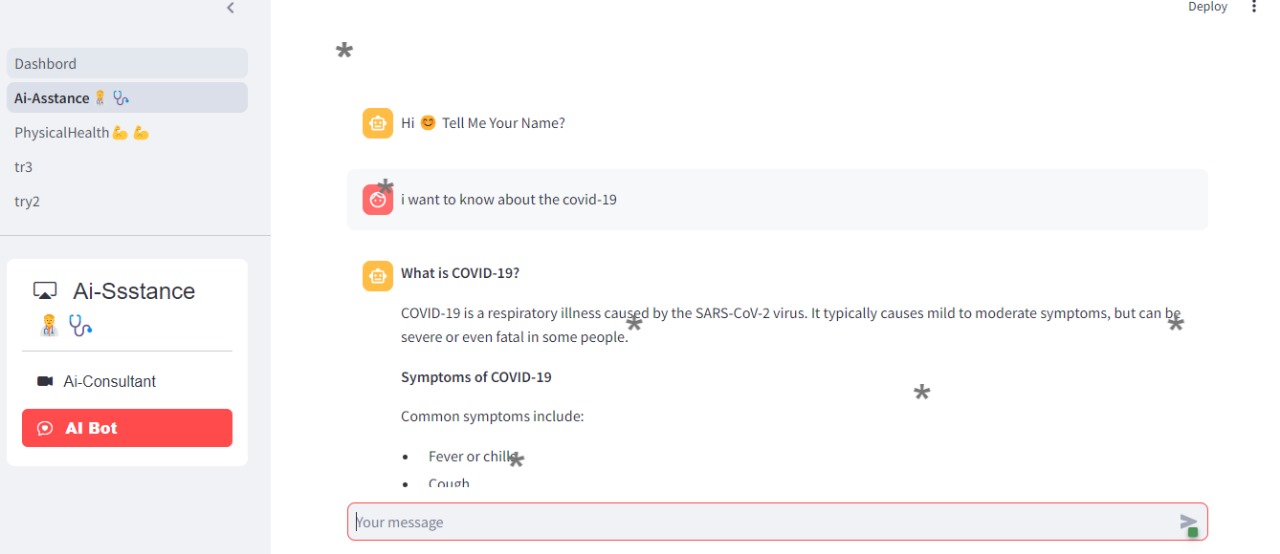 Deploy
Dashbord
Ai-Asstance
PhysicalHealth
tr3
try2
Ai-Ssstance
Ai-Consultant
AI Bot
Hi 😊 Tell Me Your Name?
i want to know about the covid-19
What is COVID-19?
COVID-19 is a respiratory illness caused by the SARS-CoV-2 virus. It typically causes mild to moderate symptoms, but can be
severe or even fatal in some people.
Symptoms of COVID-19
Common symptoms include:
• Fever or chills
• Cough
Your message